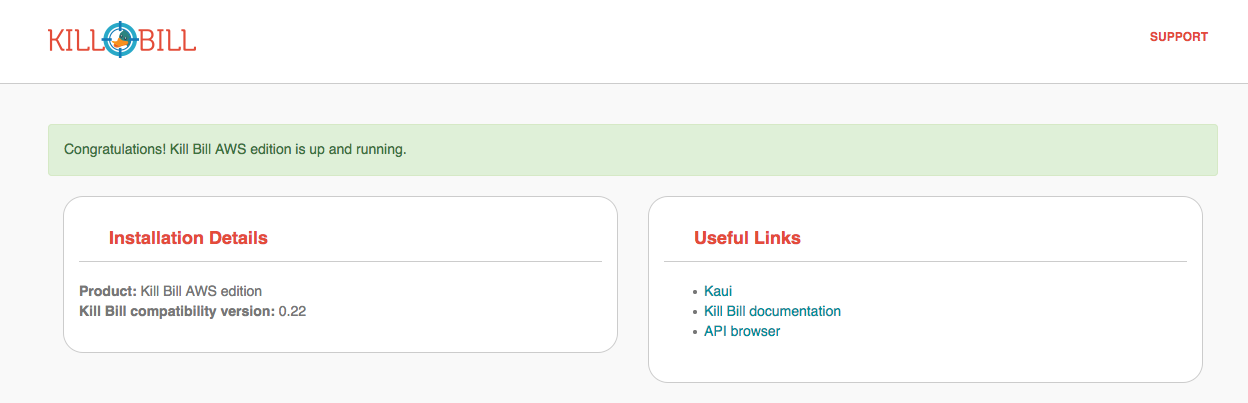 KILL BILL
SUPPORT
Congratulations! Kill Bill AWS edition is up and running.
Installation Details
Product: Kill Bill AWS edition
Kill Bill compatibility version: 0.22
Useful Links
Kaui
Kill Bill documentation
API browser